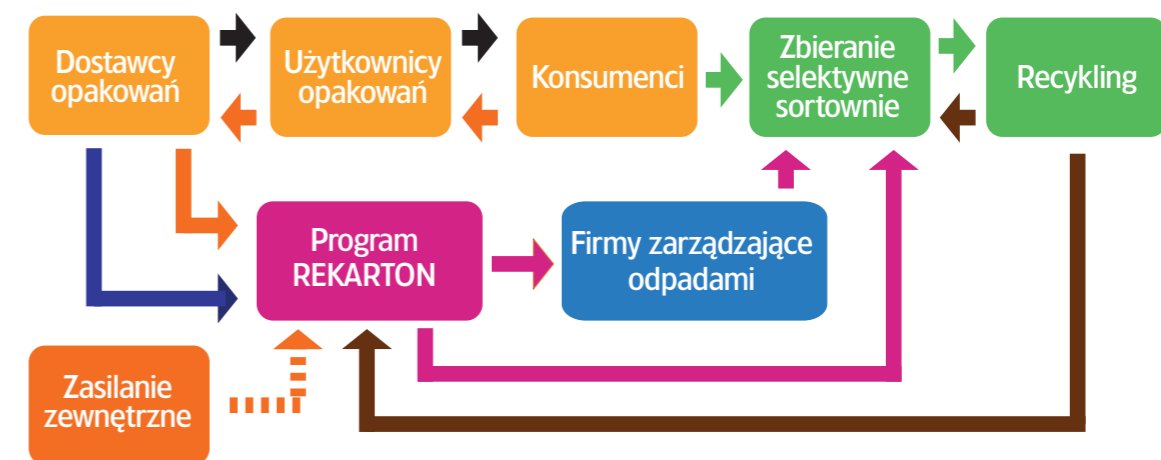 Dostawcy
opakowań
Użytkownicy
opakowań
Konsumenci
Zbieranie
selektywne
sortownie
Recykling
Program
REKARTON
Firmy zarządzające
odpadami
Zasilanie
zewnętrzne